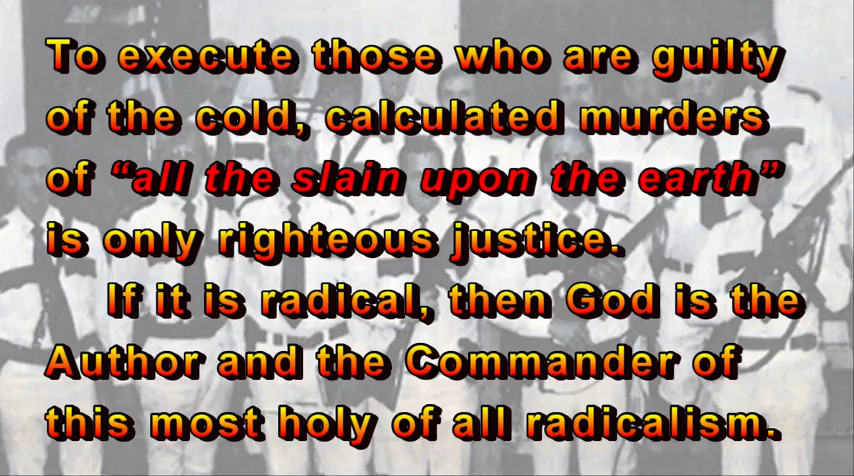 To execute those who are guilty
of the cold, calculated murders
of “all the slain upon the earth”
is only righteous justice.
If it is radical, then God is the
Author and the Commander of
this most holy of all radicalism.